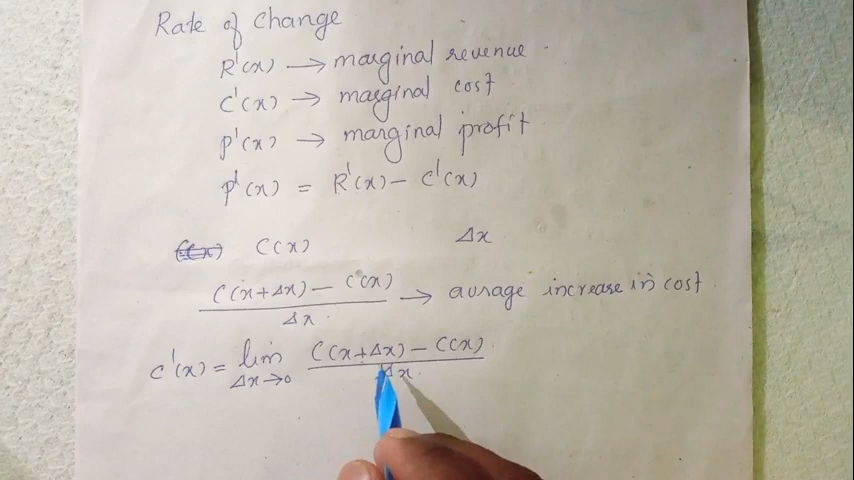 Rate of change
R'(x) → marginal revenue
C'(x) → marginal cost
p'(x) → marginal profit
p'(x) = R'(x) - C'(x)
C(x) Δx
C(x+Δx) - C(x) / Δx → avrage increase in cost
C'(x) = lim Δx→0 C(x+Δx) - C(x) / Δx